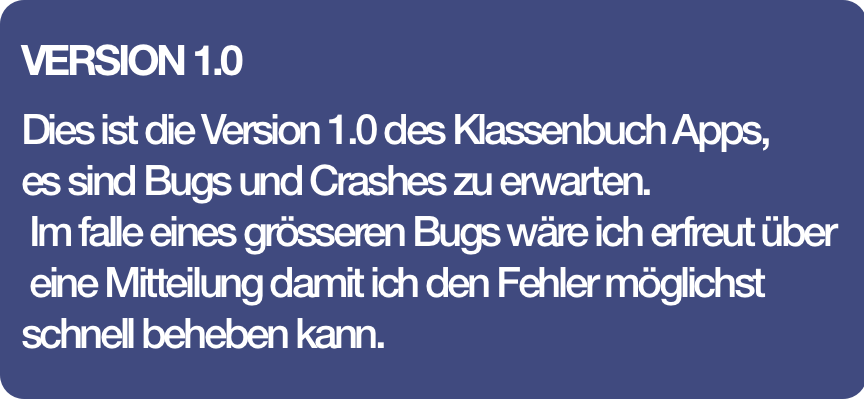 VERSION 1.0
Dies ist die Version 1.0 des Klassenbuch Apps,
es sind Bugs und Crashes zu erwarten.
Im falle eines grösseren Bugs wäre ich erfreut über
eine Mitteilung damit ich den Fehler möglichst
schnell beheben kann.